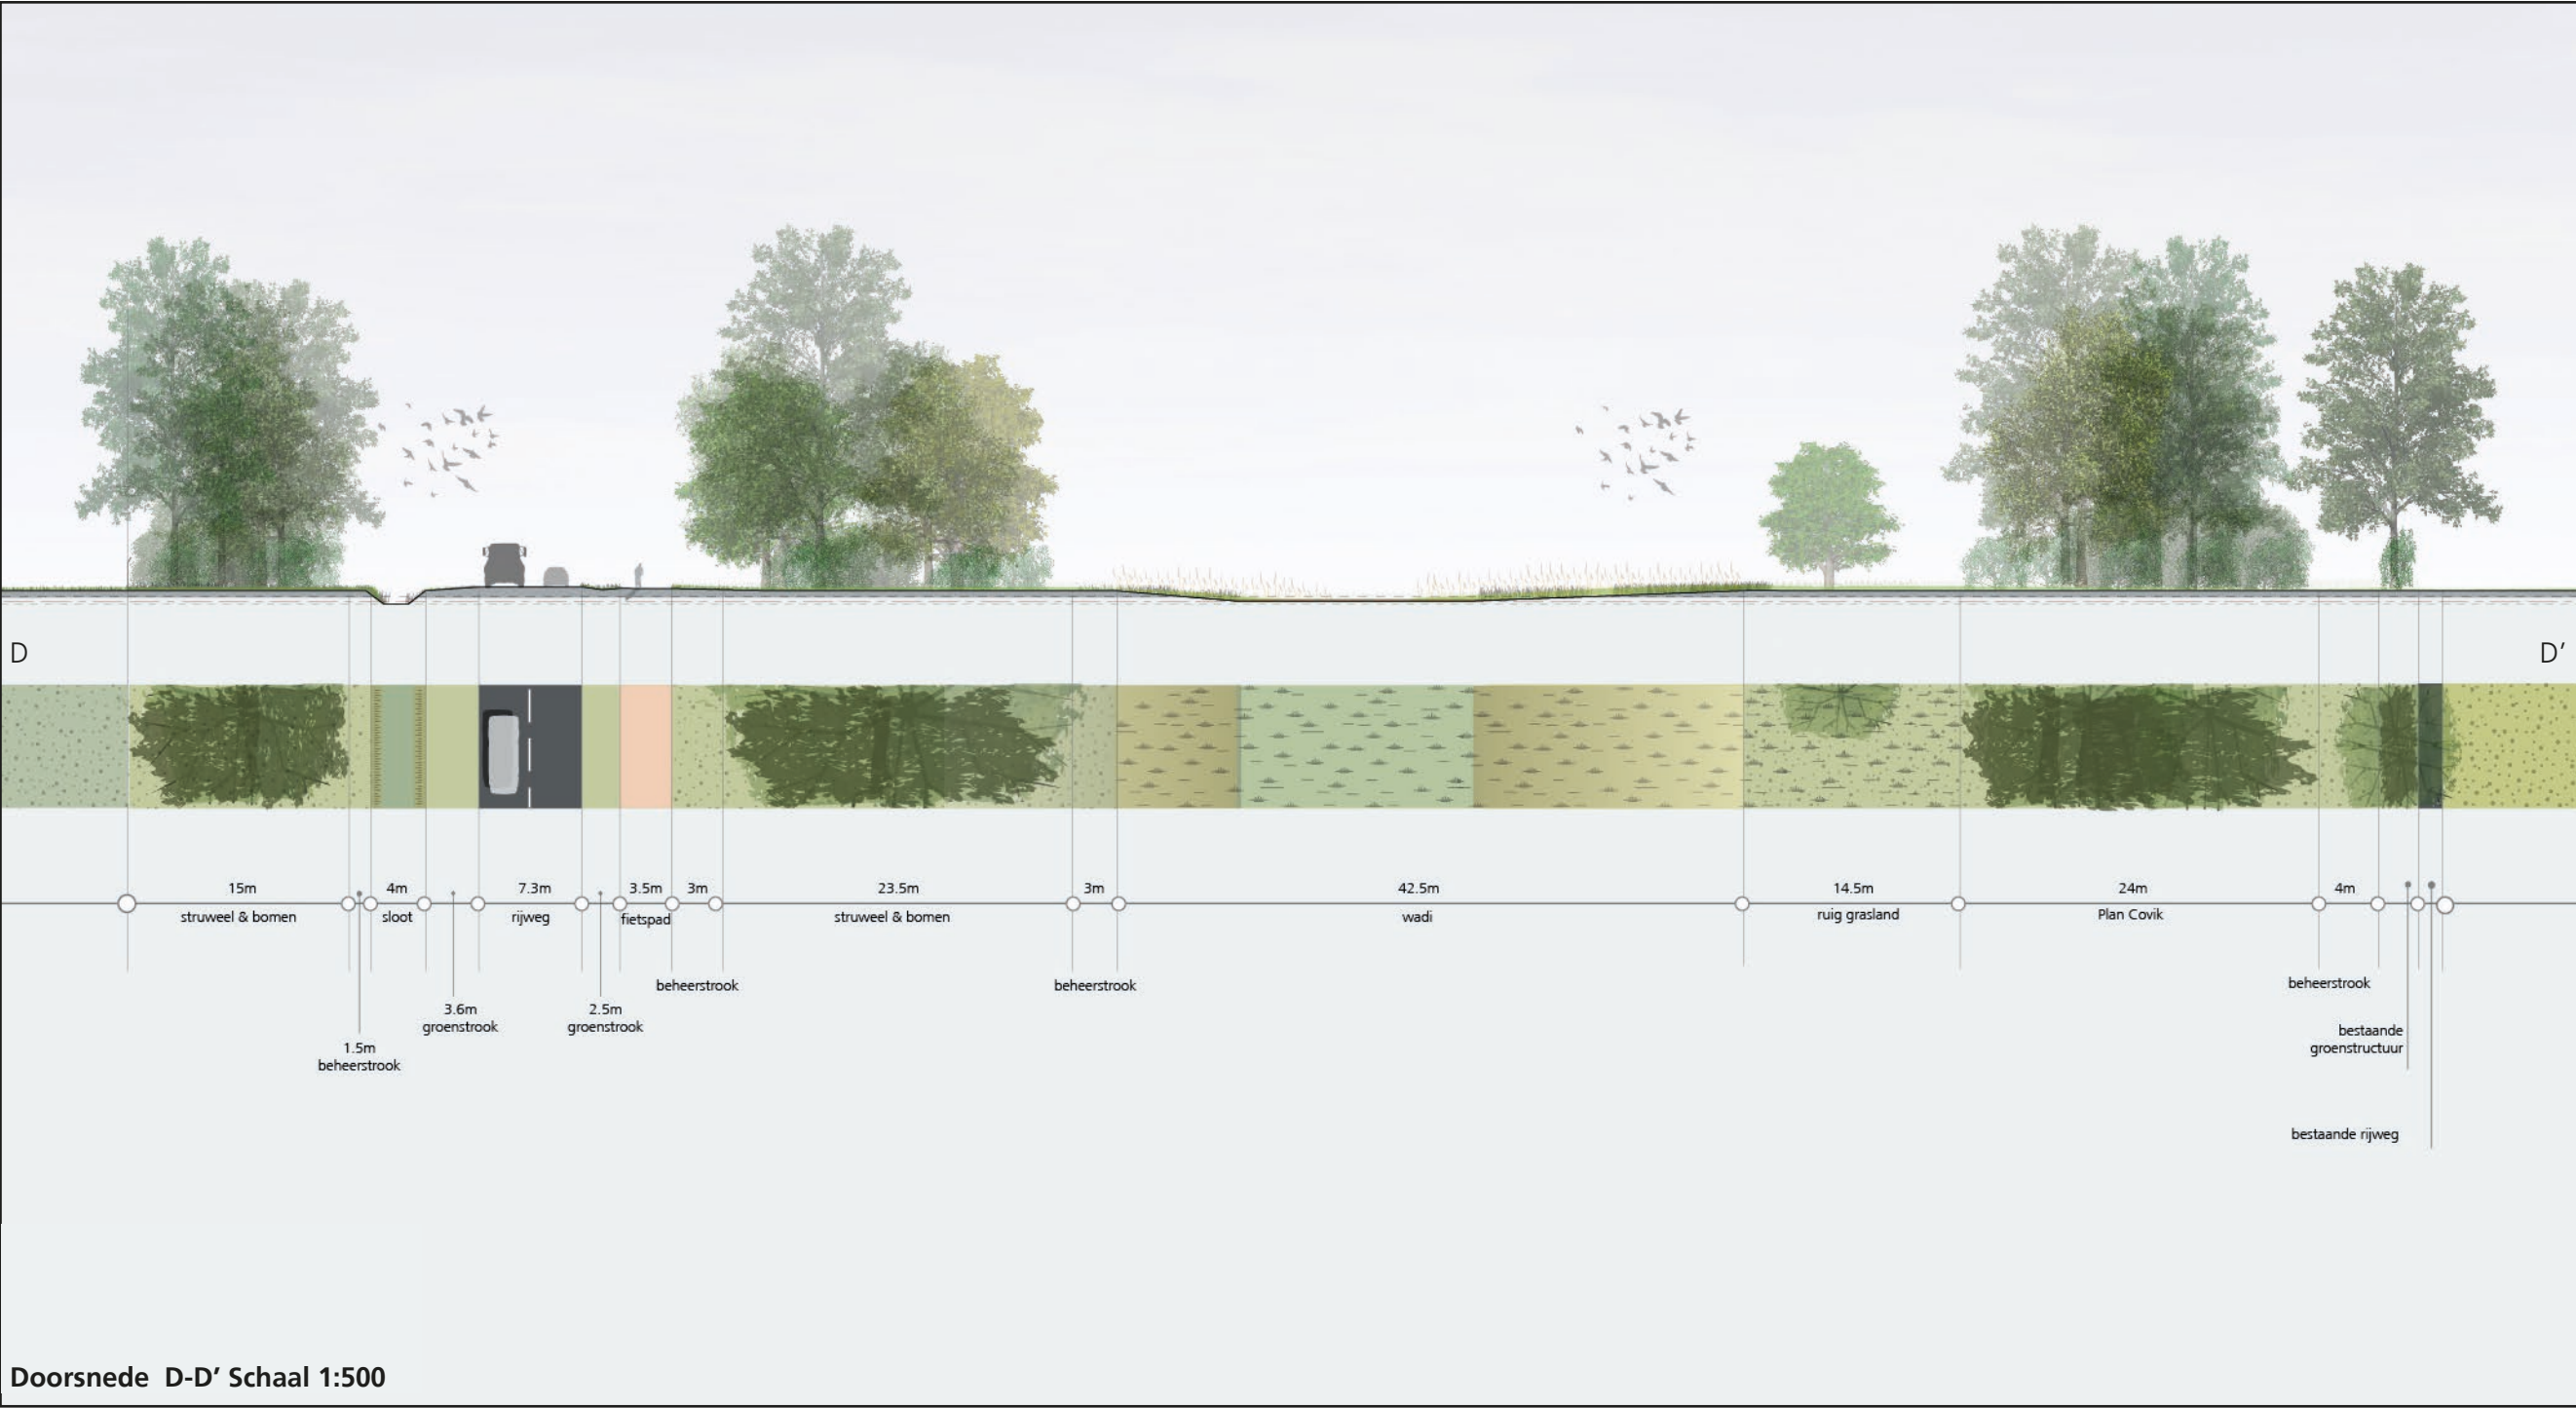 D
D’
15m
4m
7.3m
3.5m
3m
23.5m
3m
42.5m
14.5m
24m
4m
struweel & bomen
sloot
rijweg
fietspad
struweel & bomen
wadi
ruig grasland
Plan Covik
beheerstrook
beheerstrook
beheerstrook
3.6m
groenstrook
2.5m
groenstrook
1.5m
beheerstrook
bestaande
groenstructuur
bestaande rijweg
Doorsnede D-D’ Schaal 1:500